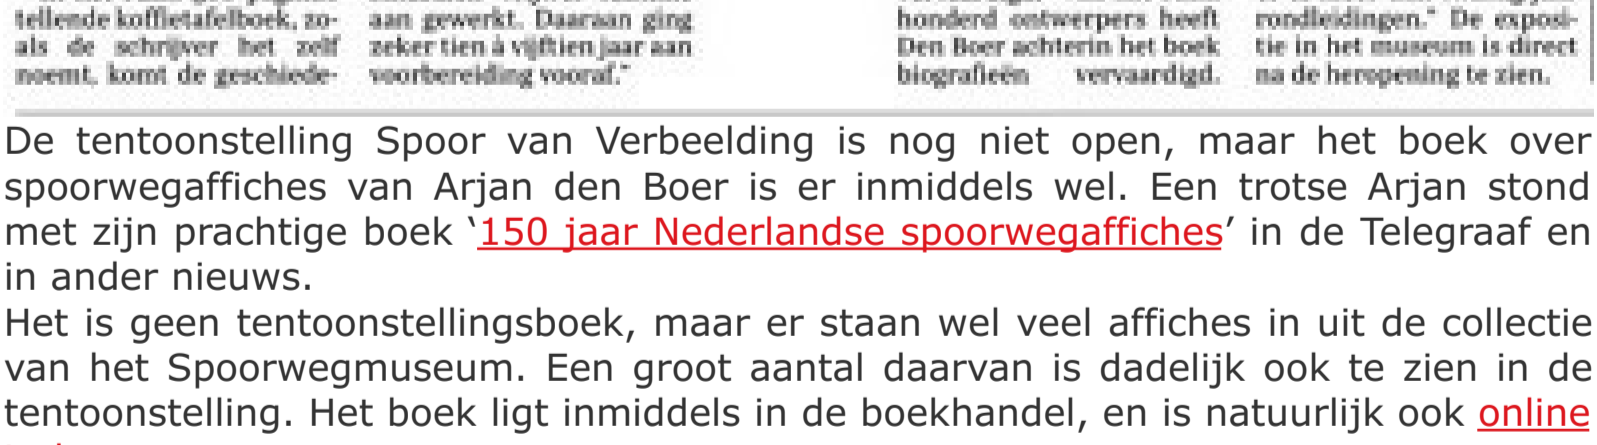 tellende koffietafelboek, zo-
als de schrijver het zelf
noemt, komt de geschiede-
aan gewerkt. Daaraan ging
zeker tien à vijftien jaar aan
voorbereiding vooraf."
honderd ontwerpers heeft
Den Boer achterin het boek
biografieën vervaardigd.
rondleidingen." De exposi-
tie in het museum is direct
na de heropening te zien.
De tentoonstelling Spoor van Verbeelding is nog niet open, maar het boek over
spoorwegaffiches van Arjan den Boer is er inmiddels wel. Een trotse Arjan stond
met zijn prachtige boek ‘150 jaar Nederlandse spoorwegaffiches’ in de Telegraaf en
in ander nieuws.
Het is geen tentoonstellingsboek, maar er staan wel veel affiches in uit de collectie
van het Spoorwegmuseum. Een groot aantal daarvan is dadelijk ook te zien in de
tentoonstelling. Het boek ligt inmiddels in de boekhandel, en is natuurlijk ook online